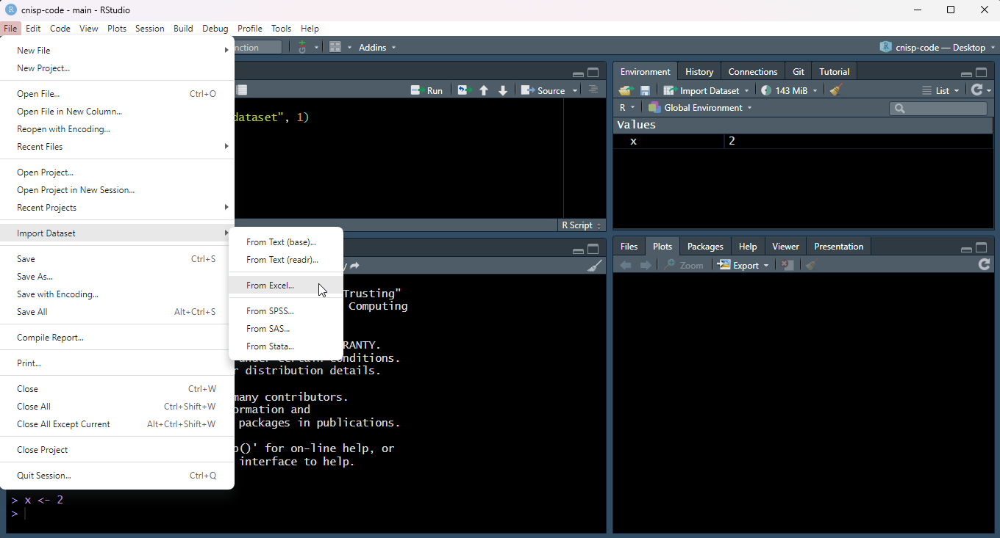 cnisp-code - main - RStudio
File Edit Code View Plots Session Build Debug Profile Tools Help
nction Addins cnisp-code — Desktop
New File
New Project...
Open File... Ctrl+O
Open File in New Column...
Reopen with Encoding...
Recent Files
Open Project...
Open Project in New Session...
Recent Projects
Import Dataset
Save Ctrl+S
Save As...
Save with Encoding...
Save All Alt+Ctrl+S
Compile Report...
Print...
Close Ctrl+W
Close All Ctrl+Shift+W
Close All Except Current Alt+Ctrl+Shift+W
Close Project
Quit Session... Ctrl+Q
From Text (base)...
From Text (readr)...
From Excel...
From SPSS...
From SAS...
From Stata...
Run Source
dataset", 1)
R Script
Trusting"
Computing
RANTY.
under certain conditions.
r distribution details.
many contributors.
ormation and
packages in publications.
p()' for on-line help, or
interface to help.
> x <- 2
>
Environment History Connections Git Tutorial
Import Dataset 143 MiB List
R Global Environment
Values
x 2
Files Plots Packages Help Viewer Presentation
Zoom Export